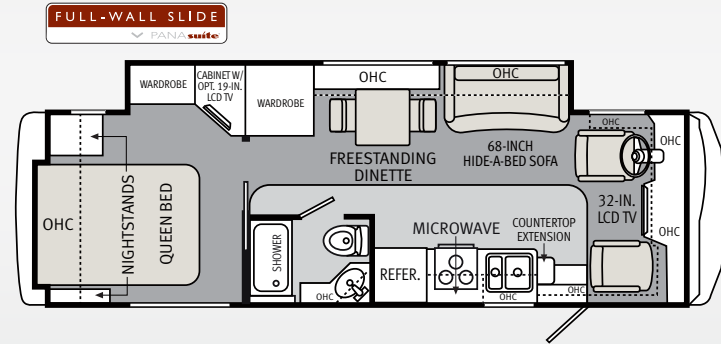 FULL-WALL SLIDE
PANAsuite
WARDROBE
CABINET W/
OPT. 19-IN.
LCD TV
WARDROBE
OHC
OHC
FREESTANDING
DINETTE
68-INCH
HIDE-A-BED SOFA
OHC
OHC
32-IN.
LCD TV
OHC
OHC
NIGHTSTANDS
QUEEN BED
SHOWER
OHC
MICROWAVE
COUNTERTOP
EXTENSION
REFER.
OHC
OHC